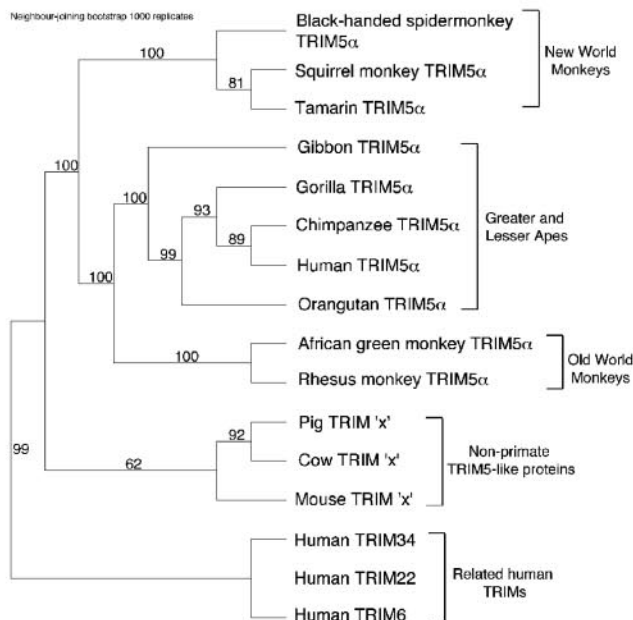 Neighbour-joining bootstrap 1000 replicates
Black-handed spidermonkey
TRIM5α
100
Squirrel monkey TRIM5α
81
Tamarin TRIM5α
New World
Monkeys
100
Gibbon TRIM5α
100
Gorilla TRIM5α
93
Chimpanzee TRIM5α
89
Human TRIM5α
99
Orangutan TRIM5α
Greater and
Lesser Apes
100
African green monkey TRIM5α
100
Rhesus monkey TRIM5α
Old World
Monkeys
Pig TRIM 'x'
92
Cow TRIM 'x'
62
Mouse TRIM 'x'
Non-primate
TRIM5-like proteins
99
Human TRIM34
Human TRIM22
Human TRIM6
Related human
TRIMs